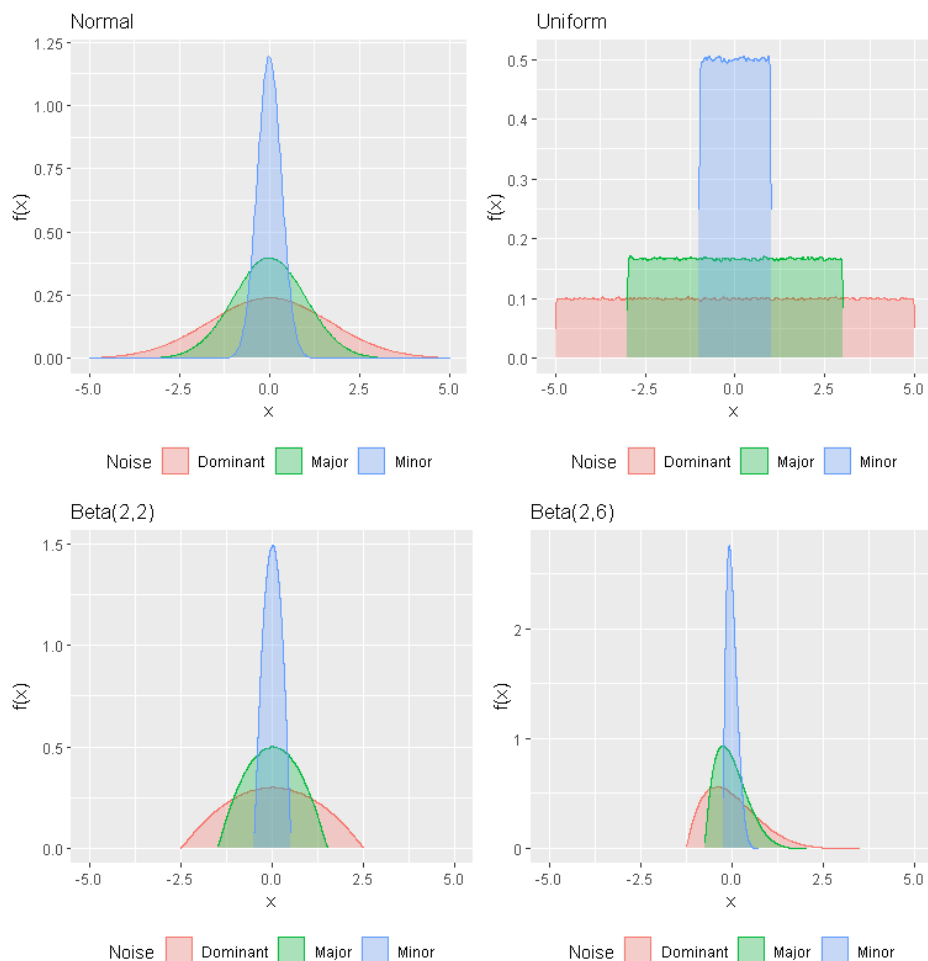 Normal
1.25
1.00
0.75
0.50
0.25
0.00
f(x)
-5.0 -2.5 0.0 2.5 5.0
x
Noise Dominant Major Minor
Uniform
0.5
0.4
0.3
0.2
0.1
0.0
f(x)
-5.0 -2.5 0.0 2.5 5.0
x
Noise Dominant Major Minor
Beta(2,2)
1.5
1.0
0.5
0.0
f(x)
-5.0 -2.5 0.0 2.5 5.0
x
Noise Dominant Major Minor
Beta(2,6)
2
1
0
f(x)
-5.0 -2.5 0.0 2.5 5.0
x
Noise Dominant Major Minor